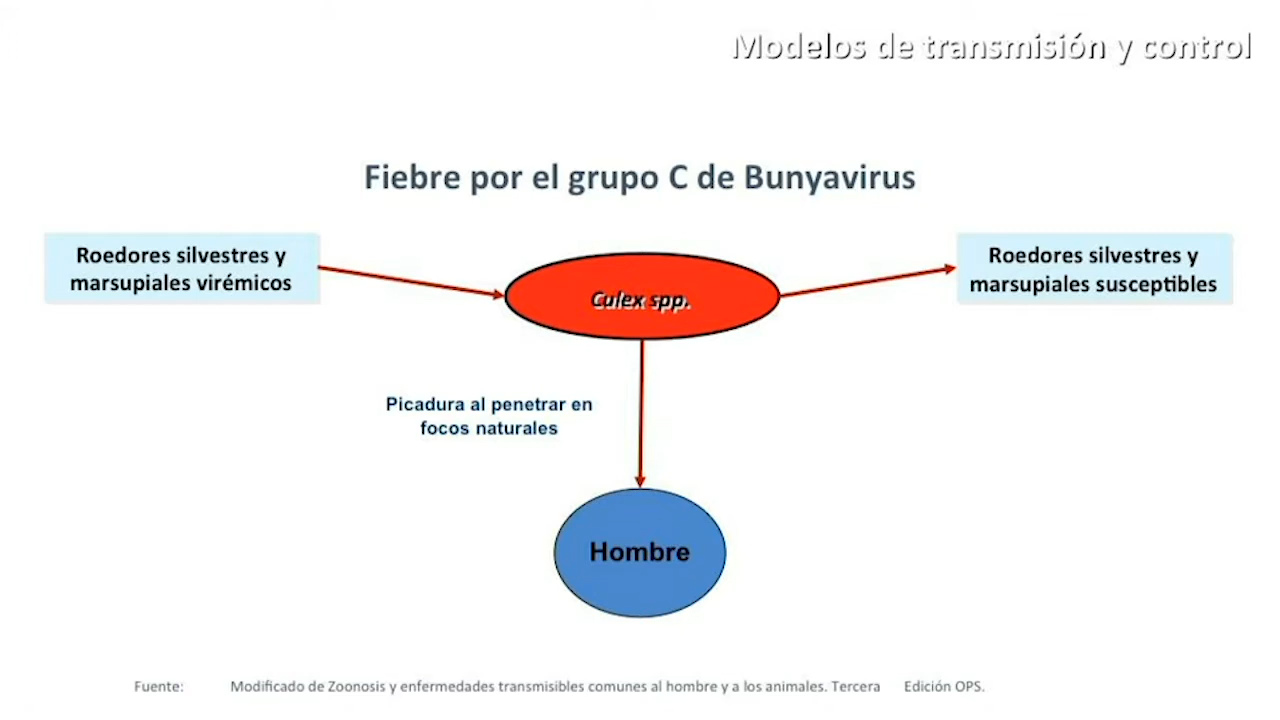 Modelos de transmisión y control
Fiebre por el grupo C de Bunyavirus
Roedores silvestres y
marsupiales virémicos
Culex spp.
Roedores silvestres y
marsupiales susceptibles
Picadura al penetrar en
focos naturales
Hombre
Fuente: Modificado de Zoonosis y enfermedades transmisibles comunes al hombre y a los animales. Tercera Edición OPS.